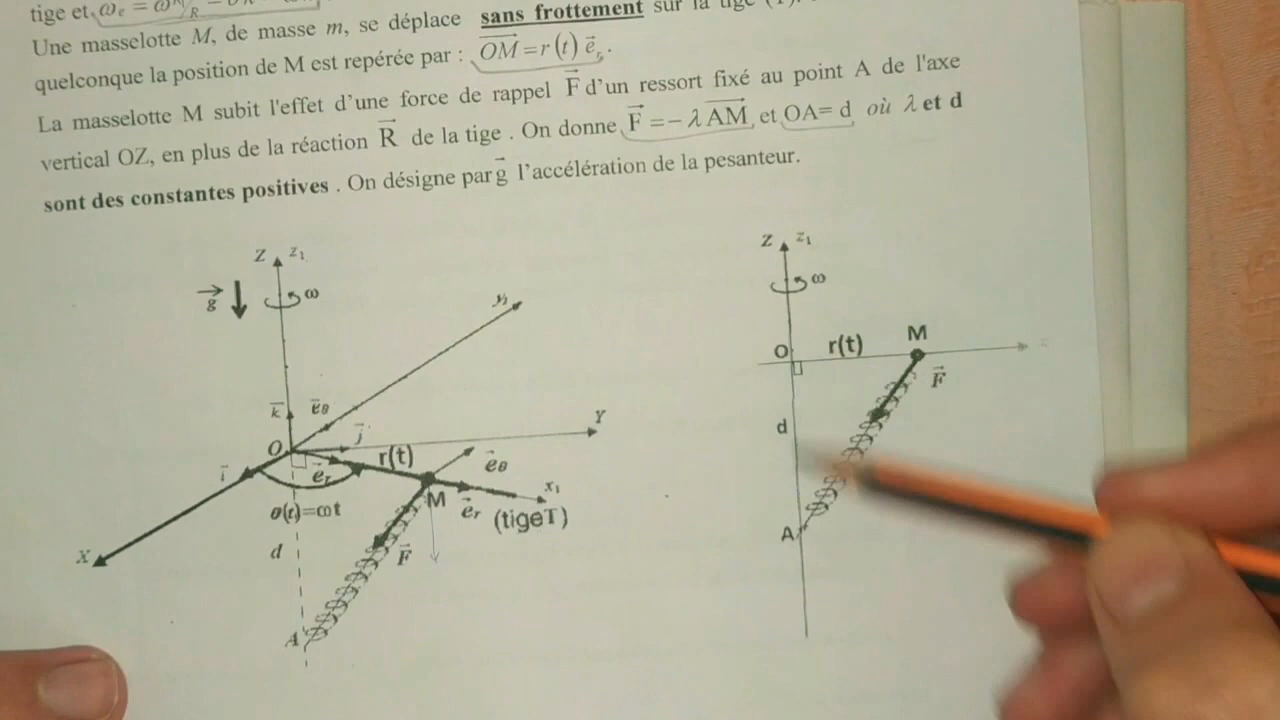 tige et, ω_e = ω
Une masselotte M, de masse m, se déplace sans frottement sur la tige
quelconque la position de M est repérée par : OM = r(t) e_r .
La masselotte M subit l'effet d'une force de rappel F d'un ressort fixé au point A de l'axe
vertical OZ, en plus de la réaction R de la tige . On donne F = − λ AM , et OA= d où λ et d
sont des constantes positives . On désigne par g l'accélération de la pesanteur.
Z z₁
g
ω
y₁
k
e_θ
Y
O
j
r(t)
e_θ
i
e_r
M
e_r
x₁
(tigeT)
θ(t)=ωt
X
d
F
A
Z z₁
ω
O
r(t)
M
F
d
A